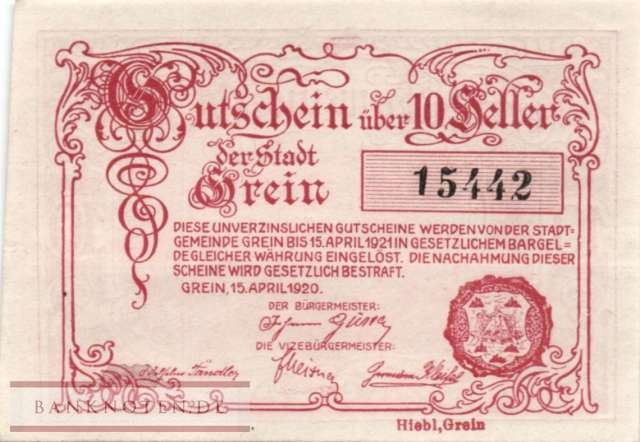 Gutschein über 10 Heller
der Stadt
Grein
15442
DIESE UNVERZINSLICHEN GUTSCHEINE WERDEN VON DER STADT=
GEMEINDE GREIN BIS 15. APRIL 1921 IN GESETZLICHEM BARGEL=
DE GLEICHER WÄHRUNG EINGELÖST. DIE NACHAHMUNG DIESER
SCHEINE WIRD GESETZLICH BESTRAFT.
GREIN, 15. APRIL 1920.
DER BÜRGERMEISTER:
Johann
DIE VIZEBÜRGERMEISTER:
BANKNOTEN.DE
Hiebl, Grein